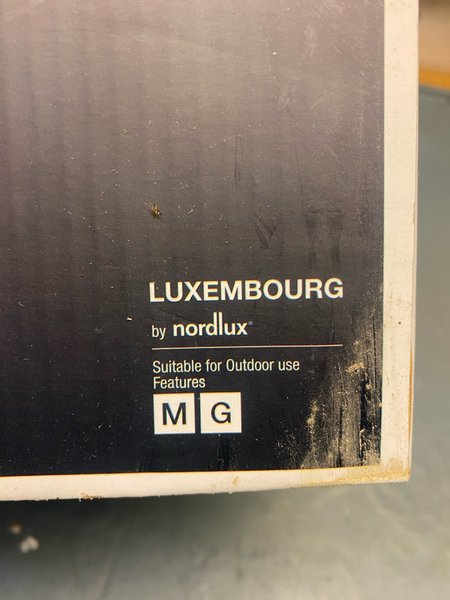 LUXEMBOURG
by nordlux®
Suitable for Outdoor use
Features
M G